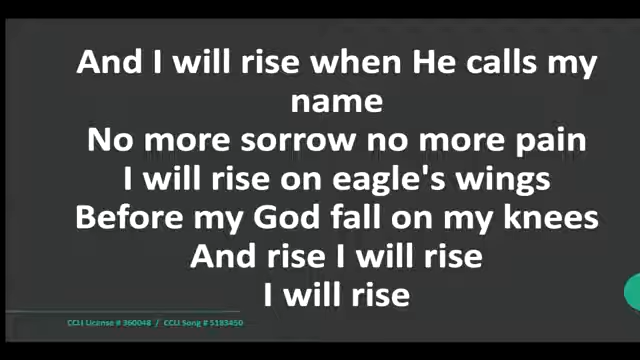 And I will rise when He calls my
name
No more sorrow no more pain
I will rise on eagle's wings
Before my God fall on my knees
And rise I will rise
I will rise
CCLI License # 360048 / CCLI Song # 5183450